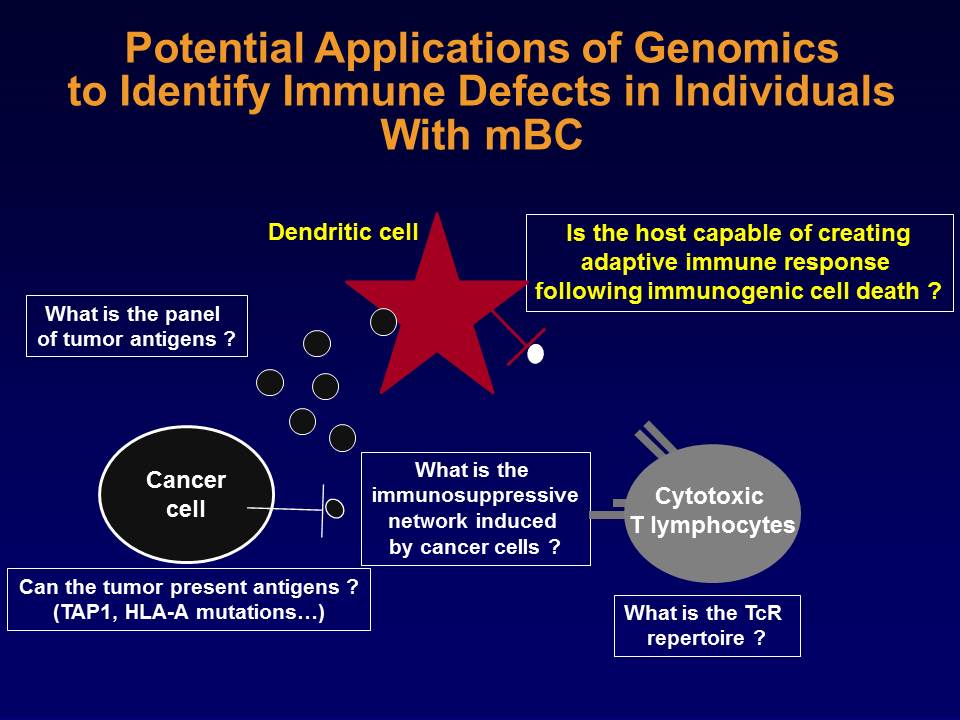 Potential Applications of Genomics
to Identify Immune Defects in Individuals
With mBC
Dendritic cell
Is the host capable of creating
adaptive immune response
following immunogenic cell death ?
What is the panel
of tumor antigens ?
Cancer
cell
What is the
immunosuppressive
network induced
by cancer cells ?
Cytotoxic
T lymphocytes
Can the tumor present antigens ?
(TAP1, HLA-A mutations…)
What is the TcR
repertoire ?